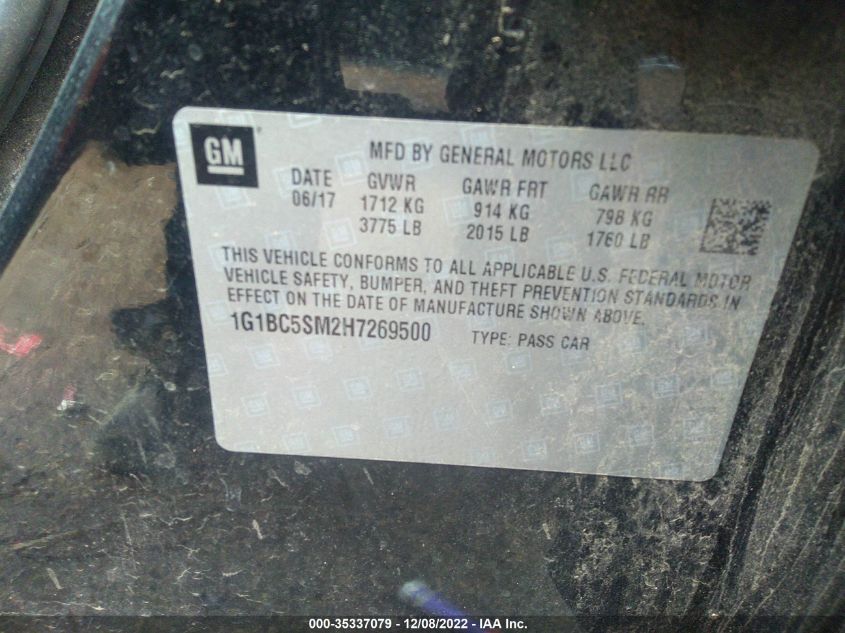 GM
MFD BY GENERAL MOTORS LLC
DATE GVWR GAWR FRT GAWR RR
06/17 1712 KG 914 KG 798 KG
3775 LB 2015 LB 1760 LB
THIS VEHICLE CONFORMS TO ALL APPLICABLE U.S. FEDERAL MOTOR
VEHICLE SAFETY, BUMPER, AND THEFT PREVENTION STANDARDS IN
EFFECT ON THE DATE OF MANUFACTURE SHOWN ABOVE.
1G1BC5SM2H7269500 TYPE: PASS CAR
000-35337079 - 12/08/2022 - IAA Inc.